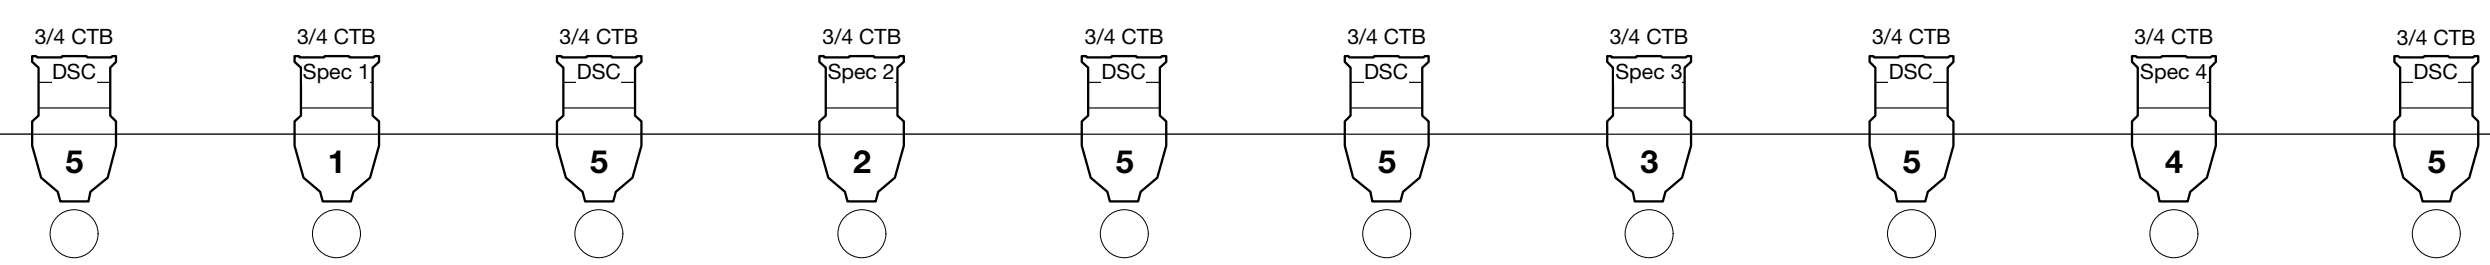 3/4 CTB 3/4 CTB 3/4 CTB 3/4 CTB 3/4 CTB 3/4 CTB 3/4 CTB 3/4 CTB 3/4 CTB 3/4 CTB
DSC Spec 1 DSC Spec 2 DSC DSC Spec 3 DSC Spec 4 DSC
5 1 5 2 5 5 3 5 4 5